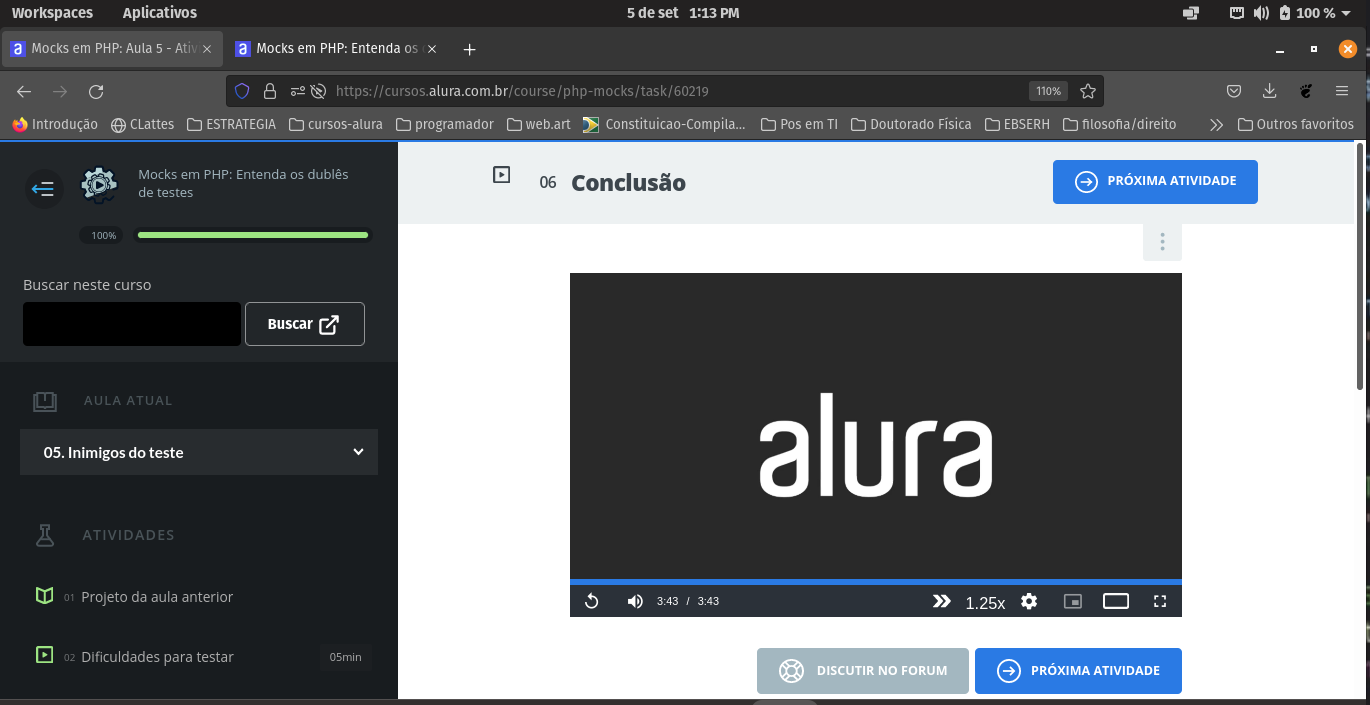 Workspaces Aplicativos 5 de set 1:13 PM 100 %
Mocks em PHP: Aula 5 - Ativ Mocks em PHP: Entenda os
https://cursos.alura.com.br/course/php-mocks/task/60219 110%
Introdução CLattes ESTRATEGIA cursos-alura programador web.art Constituicao-Compila... Pos em TI Doutorado Física EBSERH filosofia/direito Outros favoritos
Mocks em PHP: Entenda os dublês
de testes
100%
Buscar neste curso
Buscar
AULA ATUAL
05. Inimigos do teste
ATIVIDADES
01 Projeto da aula anterior
02 Dificuldades para testar 05min
06 Conclusão
PRÓXIMA ATIVIDADE
alura
3:43 / 3:43 1.25x
DISCUTIR NO FORUM PRÓXIMA ATIVIDADE